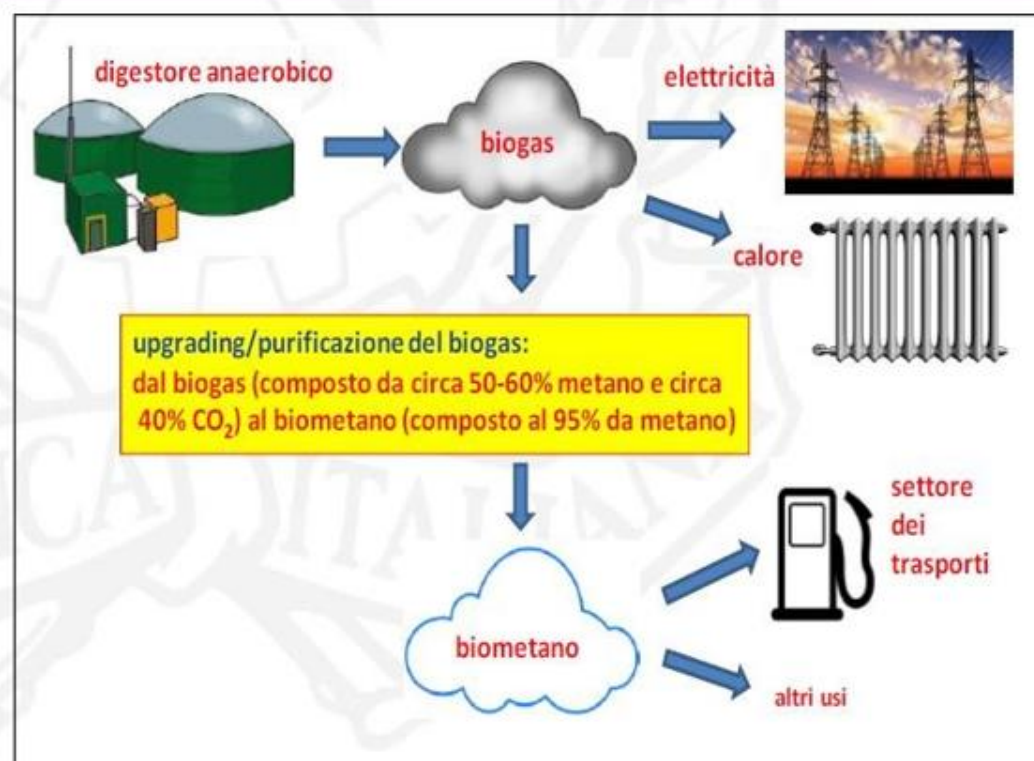 digestore anaerobico
biogas
elettricità
calore
upgrading/purificazione del biogas:
dal biogas (composto da circa 50-60% metano e circa
40% CO₂) al biometano (composto al 95% da metano)
biometano
settore
dei
trasporti
altri usi